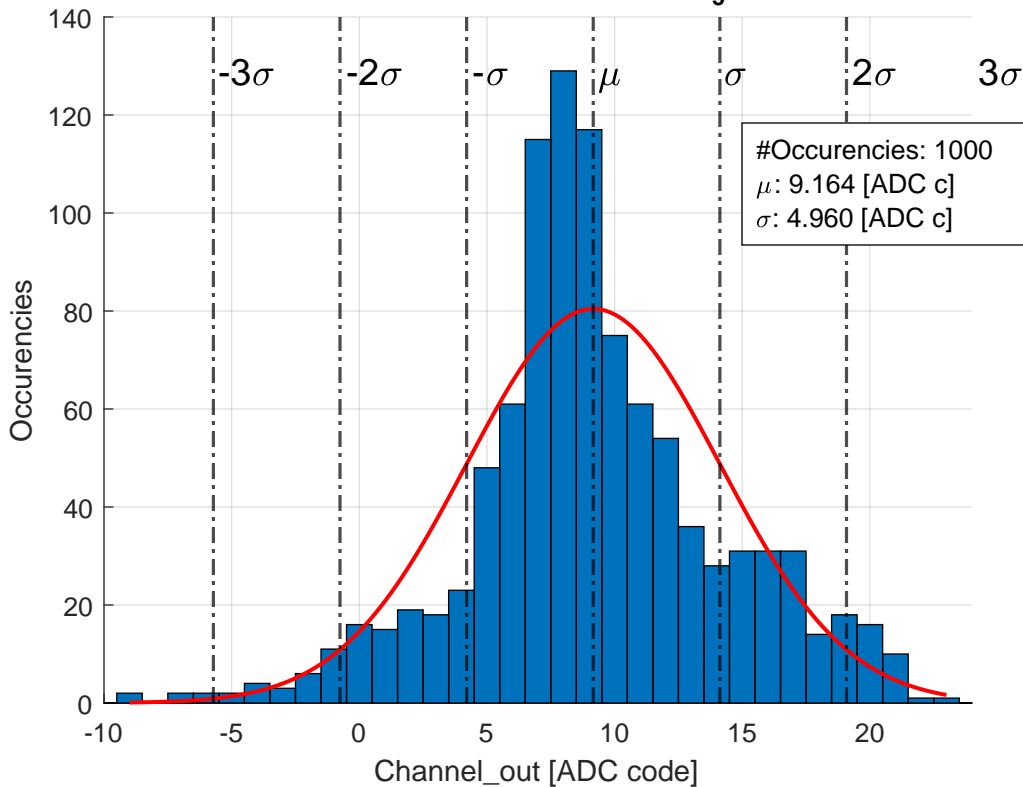 140
120
100
80
60
40
20
0
-10
-5
0
5
10
15
20
-3σ
-2σ
-σ
μ
σ
2σ
3σ
#Occurencies: 1000
μ: 9.164 [ADC c]
σ: 4.960 [ADC c]
Occurencies
Channel_out [ADC code]